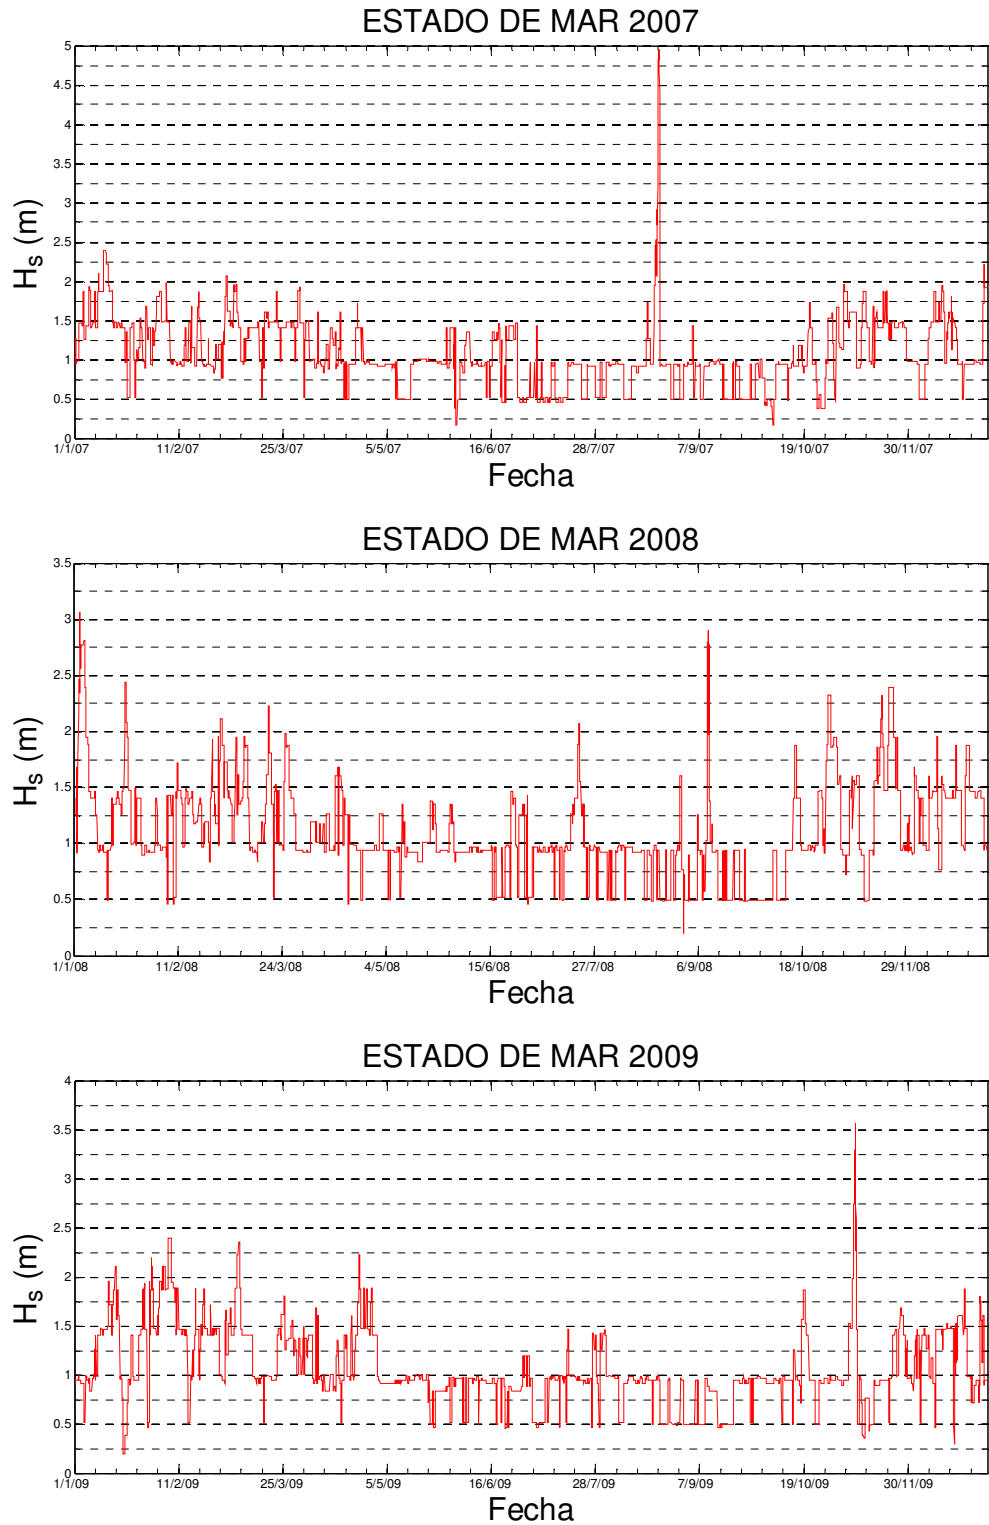 ESTADO DE MAR 2007
5
4.5
4
3.5
3
2.5
2
1.5
1
0.5
0
Hs (m)
1/1/07 11/2/07 25/3/07 5/5/07 16/6/07 28/7/07 7/9/07 19/10/07 30/11/07
Fecha
ESTADO DE MAR 2008
3.5
3
2.5
2
1.5
1
0.5
0
Hs (m)
1/1/08 11/2/08 24/3/08 4/5/08 15/6/08 27/7/08 6/9/08 18/10/08 29/11/08
Fecha
ESTADO DE MAR 2009
4
3.5
3
2.5
2
1.5
1
0.5
0
Hs (m)
1/1/09 11/2/09 25/3/09 5/5/09 16/6/09 28/7/09 7/9/09 19/10/09 30/11/09
Fecha